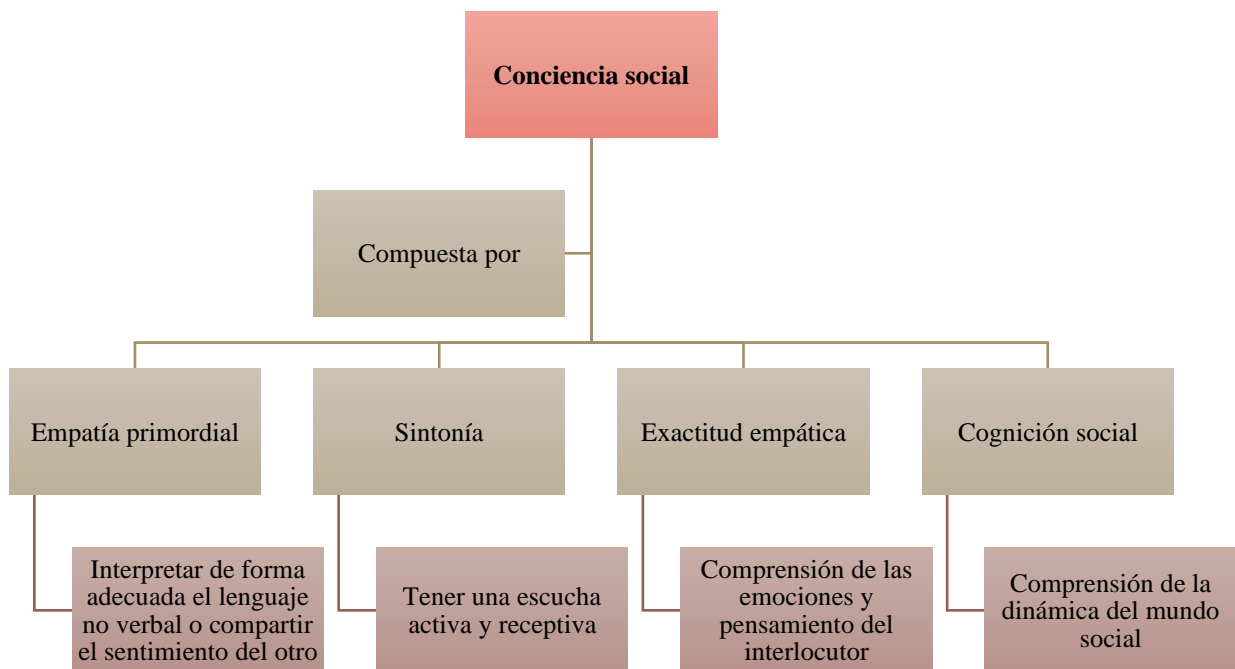 Conciencia social
Compuesta por
Empatía primordial
Sintonía
Exactitud empática
Cognición social
Interpretar de forma
adecuada el lenguaje
no verbal o compartir
el sentimiento del otro
Tener una escucha
activa y receptiva
Comprensión de las
emociones y
pensamiento del
interlocutor
Comprensión de la
dinámica del mundo
social